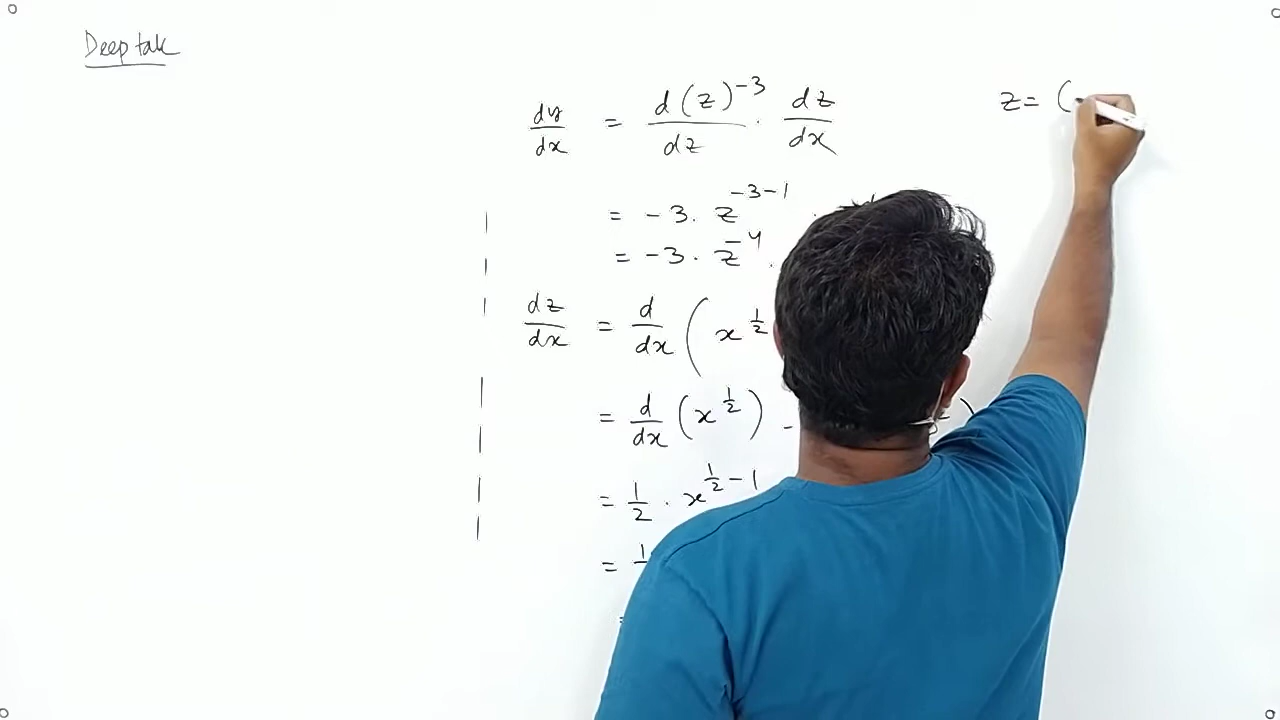 Deep tak
dy/dx = d(z)^-3/dz · dz/dx
z = (
= -3 · z^-3-1 ·
= -3 · z^-4 ·
dz/dx = d/dx ( x^1/2
= d/dx (x^1/2) - )
= 1/2 · x^1/2 - 1
=